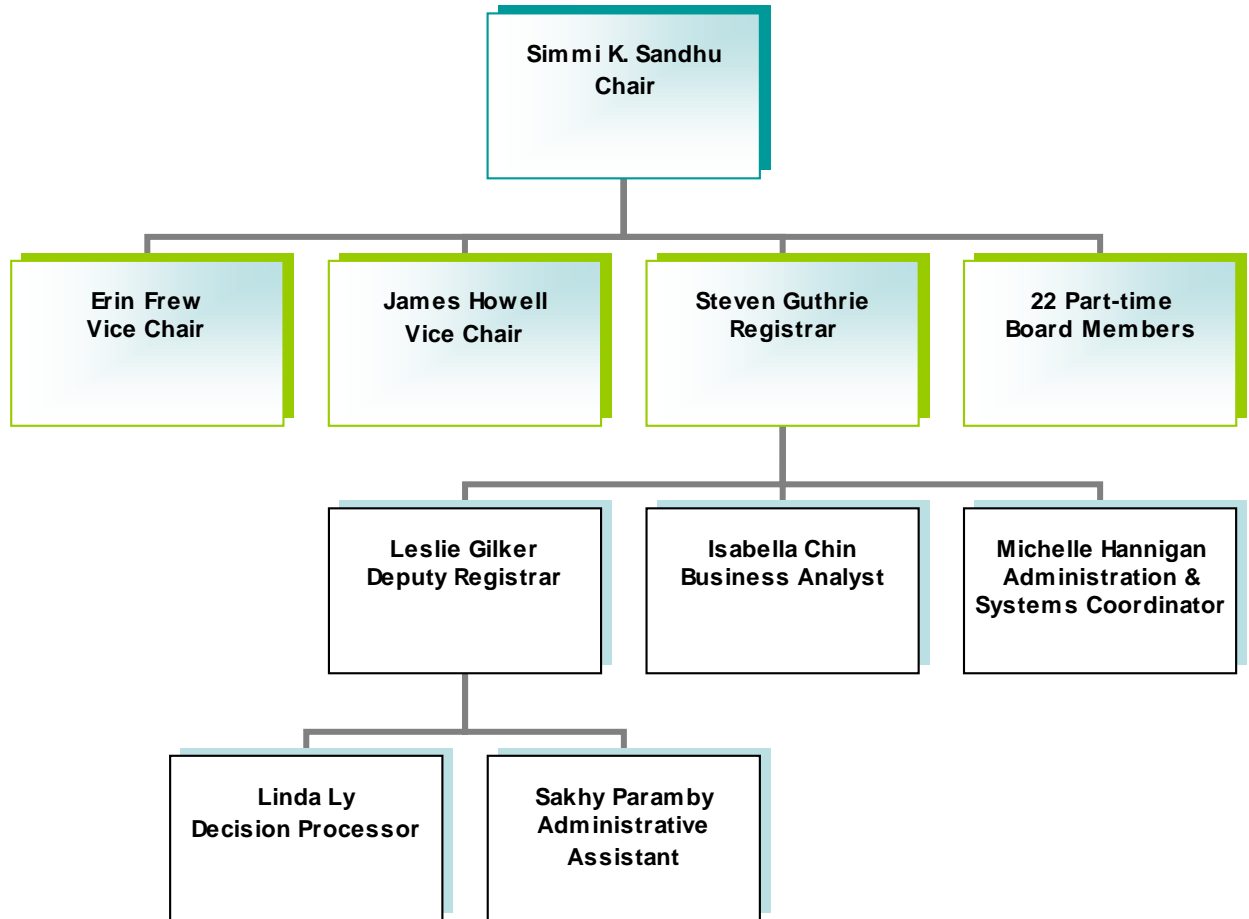 Simmi K. Sandhu
Chair
Erin Frew
Vice Chair
James Howell
Vice Chair
Steven Guthrie
Registrar
22 Part-time
Board Members
Leslie Gilker
Deputy Registrar
Isabella Chin
Business Analyst
Michelle Hannigan
Administration &
Systems Coordinator
Linda Ly
Decision Processor
Sakhy Paramby
Administrative
Assistant